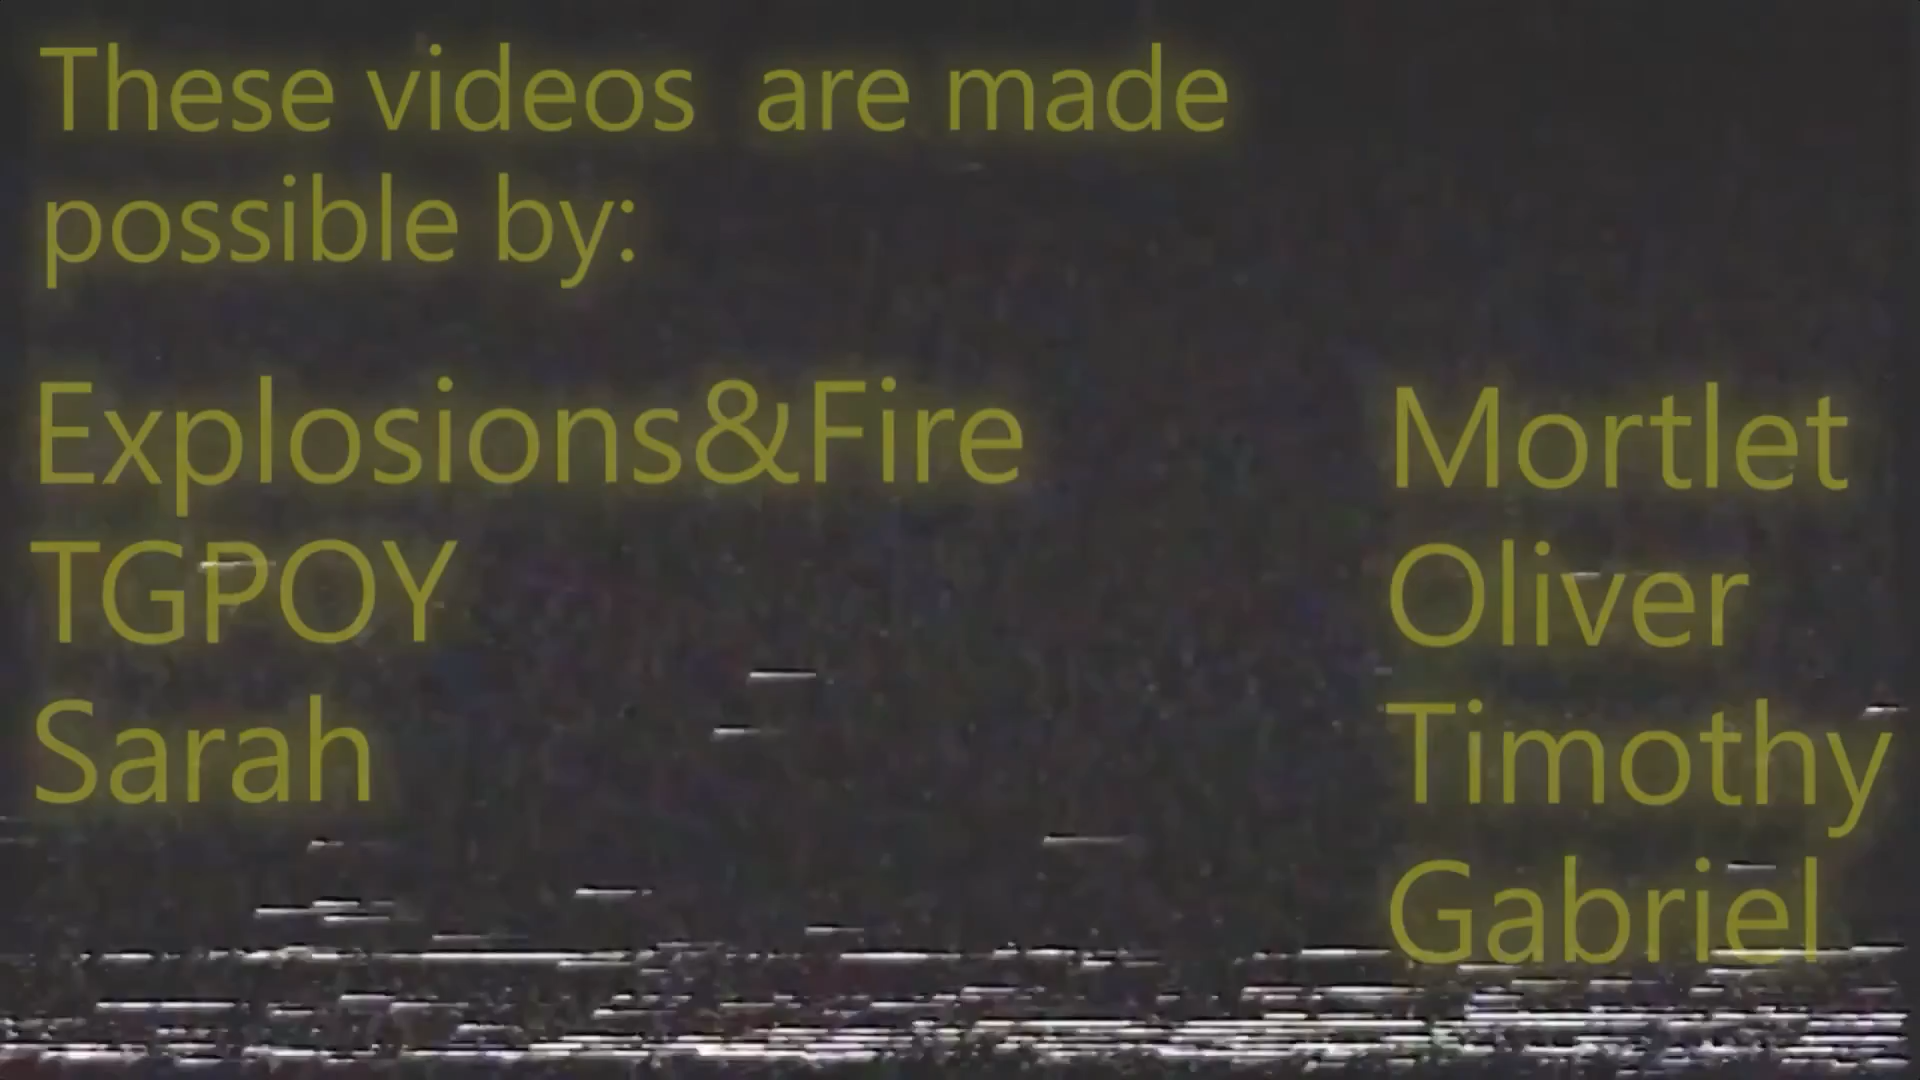 These videos  are made
possible by:
Explosions&Fire
TGPOY
Sarah
Mortlet
Oliver
Timothy
Gabriel